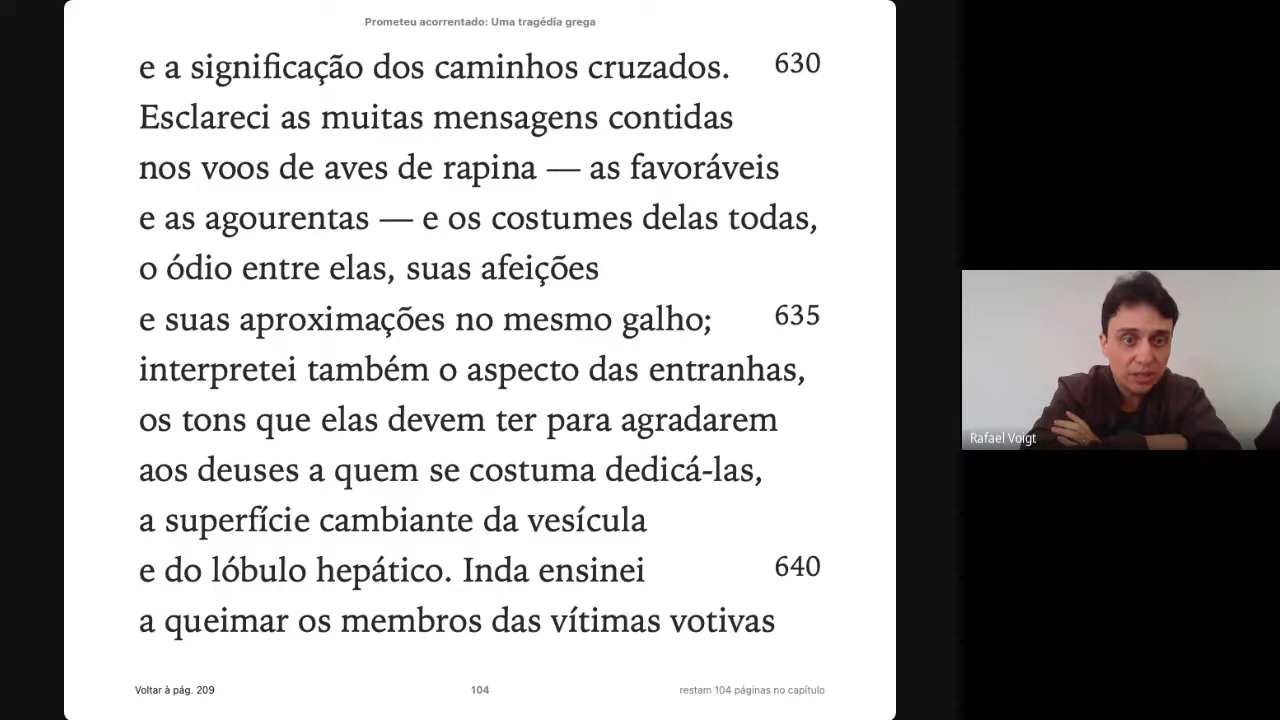 Prometeu acorrentado: Uma tragédia grega
e a significação dos caminhos cruzados. 630
Esclareci as muitas mensagens contidas
nos voos de aves de rapina — as favoráveis
e as agourentas — e os costumes delas todas,
o ódio entre elas, suas afeições
e suas aproximações no mesmo galho; 635
interpretei também o aspecto das entranhas,
os tons que elas devem ter para agradarem
aos deuses a quem se costuma dedicá-las,
a superfície cambiante da vesícula
e do lóbulo hepático. Inda ensinei 640
a queimar os membros das vítimas votivas
Voltar à pág. 209 104 restam 104 páginas no capítulo
Rafael Voigt